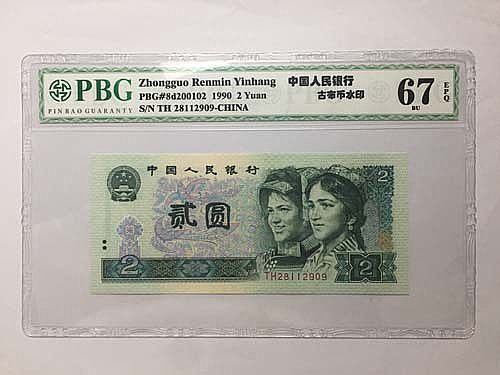 PBG
PIN BAO GUARANTY
Zhongguo Renmin Yinhang
PBG#8d200102 1990 2 Yuan
S/N TH 28112909-CHINA
中国人民银行
古币水印
67
BU
EPQ
中国人民银行
贰圆
2
2
2
TH28112909